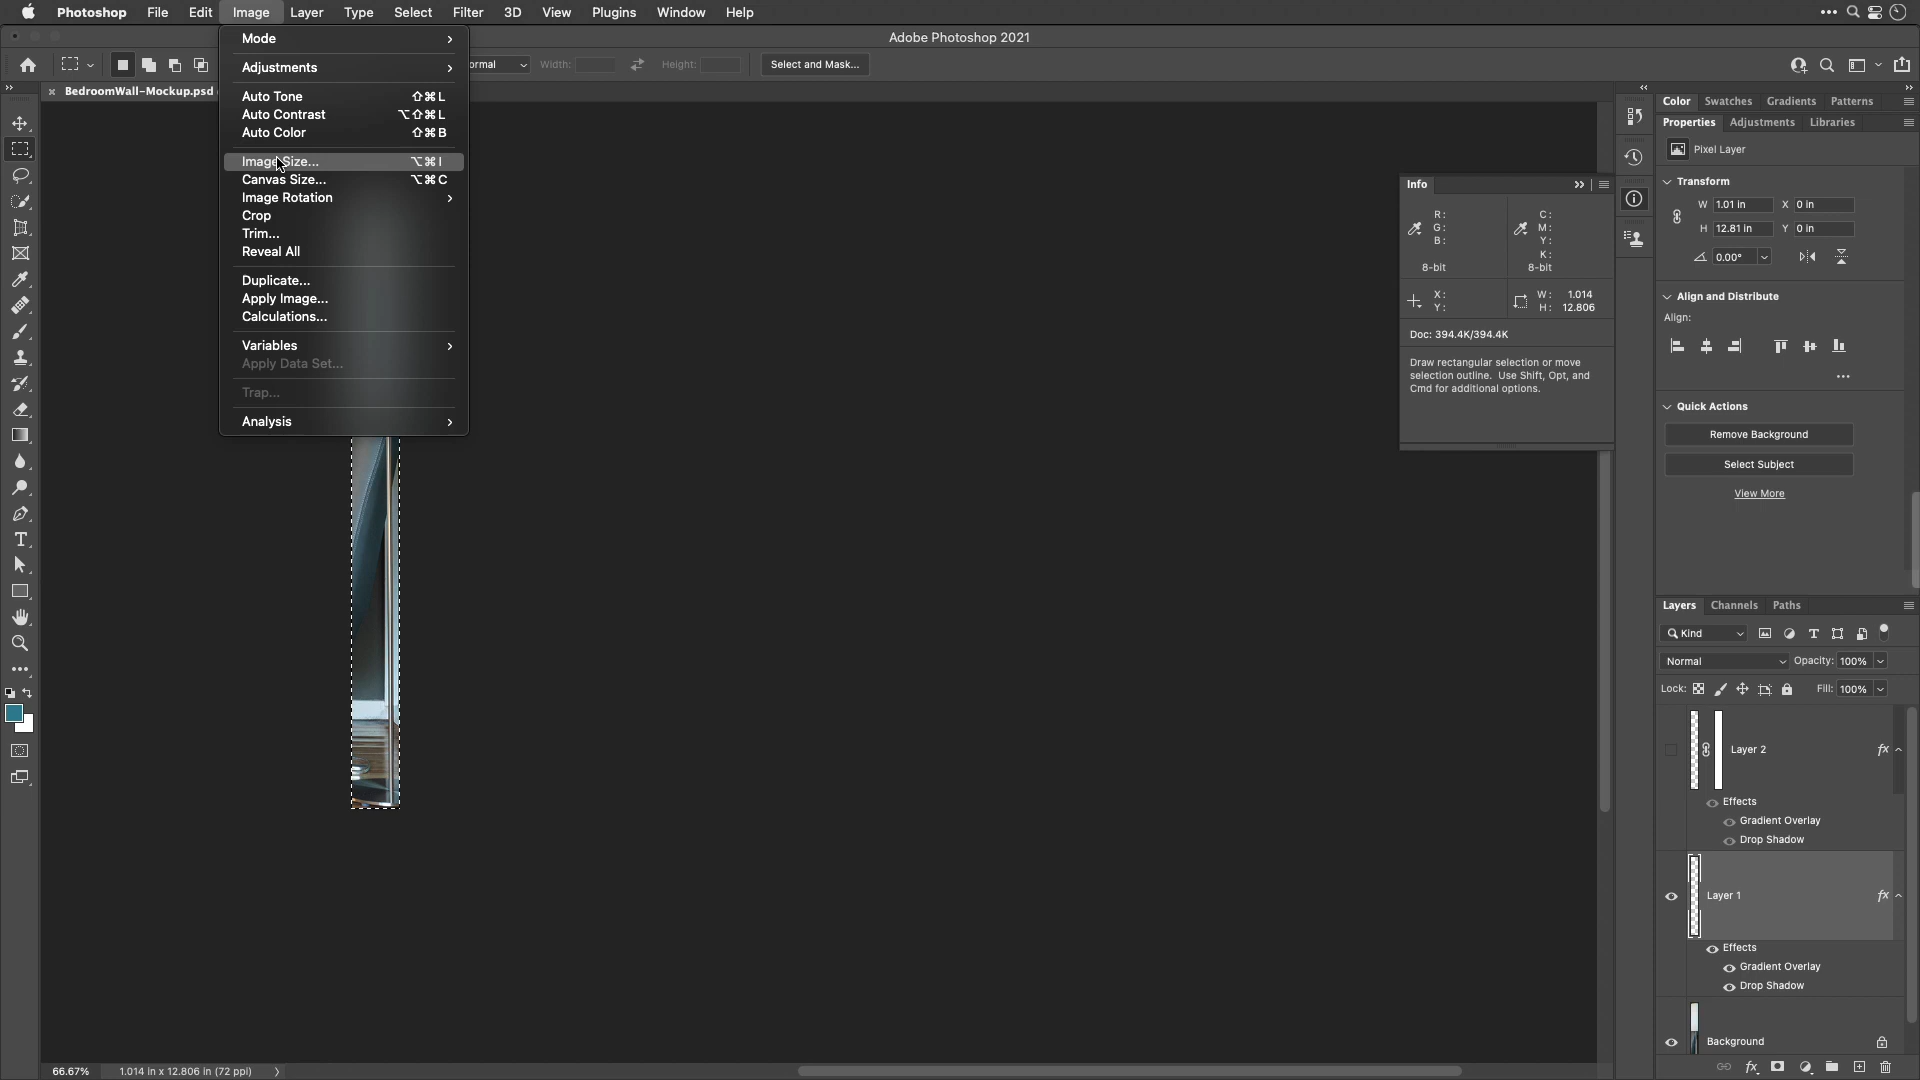 Photoshop File Edit Image Layer Type Select Filter 3D View Plugins Window Help
Adobe Photoshop 2021
Width: Height: Select and Mask...
BedroomWall-Mockup.psd
Mode
Adjustments
Auto Tone ⇧⌘L
Auto Contrast ⌥⇧⌘L
Auto Color ⇧⌘B
Image Size... ⌥⌘I
Canvas Size... ⌥⌘C
Image Rotation
Crop
Trim...
Reveal All
Duplicate...
Apply Image...
Calculations...
Variables
Apply Data Set...
Trap...
Analysis
Info
R: C:
G: M:
B: Y:
K:
8-bit 8-bit
X: W: 1.014
Y: H: 12.806
Doc: 394.4K/394.4K
Draw rectangular selection or move
selection outline. Use Shift, Opt, and
Cmd for additional options.
Color Swatches Gradients Patterns
Properties Adjustments Libraries
Pixel Layer
Transform
W 1.01 in X 0 in
H 12.81 in Y 0 in
0.00°
Align and Distribute
Align:
Quick Actions
Remove Background
Select Subject
View More
Layers Channels Paths
Kind
Normal Opacity: 100%
Lock: Fill: 100%
Layer 2 fx
Effects
Gradient Overlay
Drop Shadow
Layer 1 fx
Effects
Gradient Overlay
Drop Shadow
Background
fx
66.67% 1.014 in x 12.806 in (72 ppi)